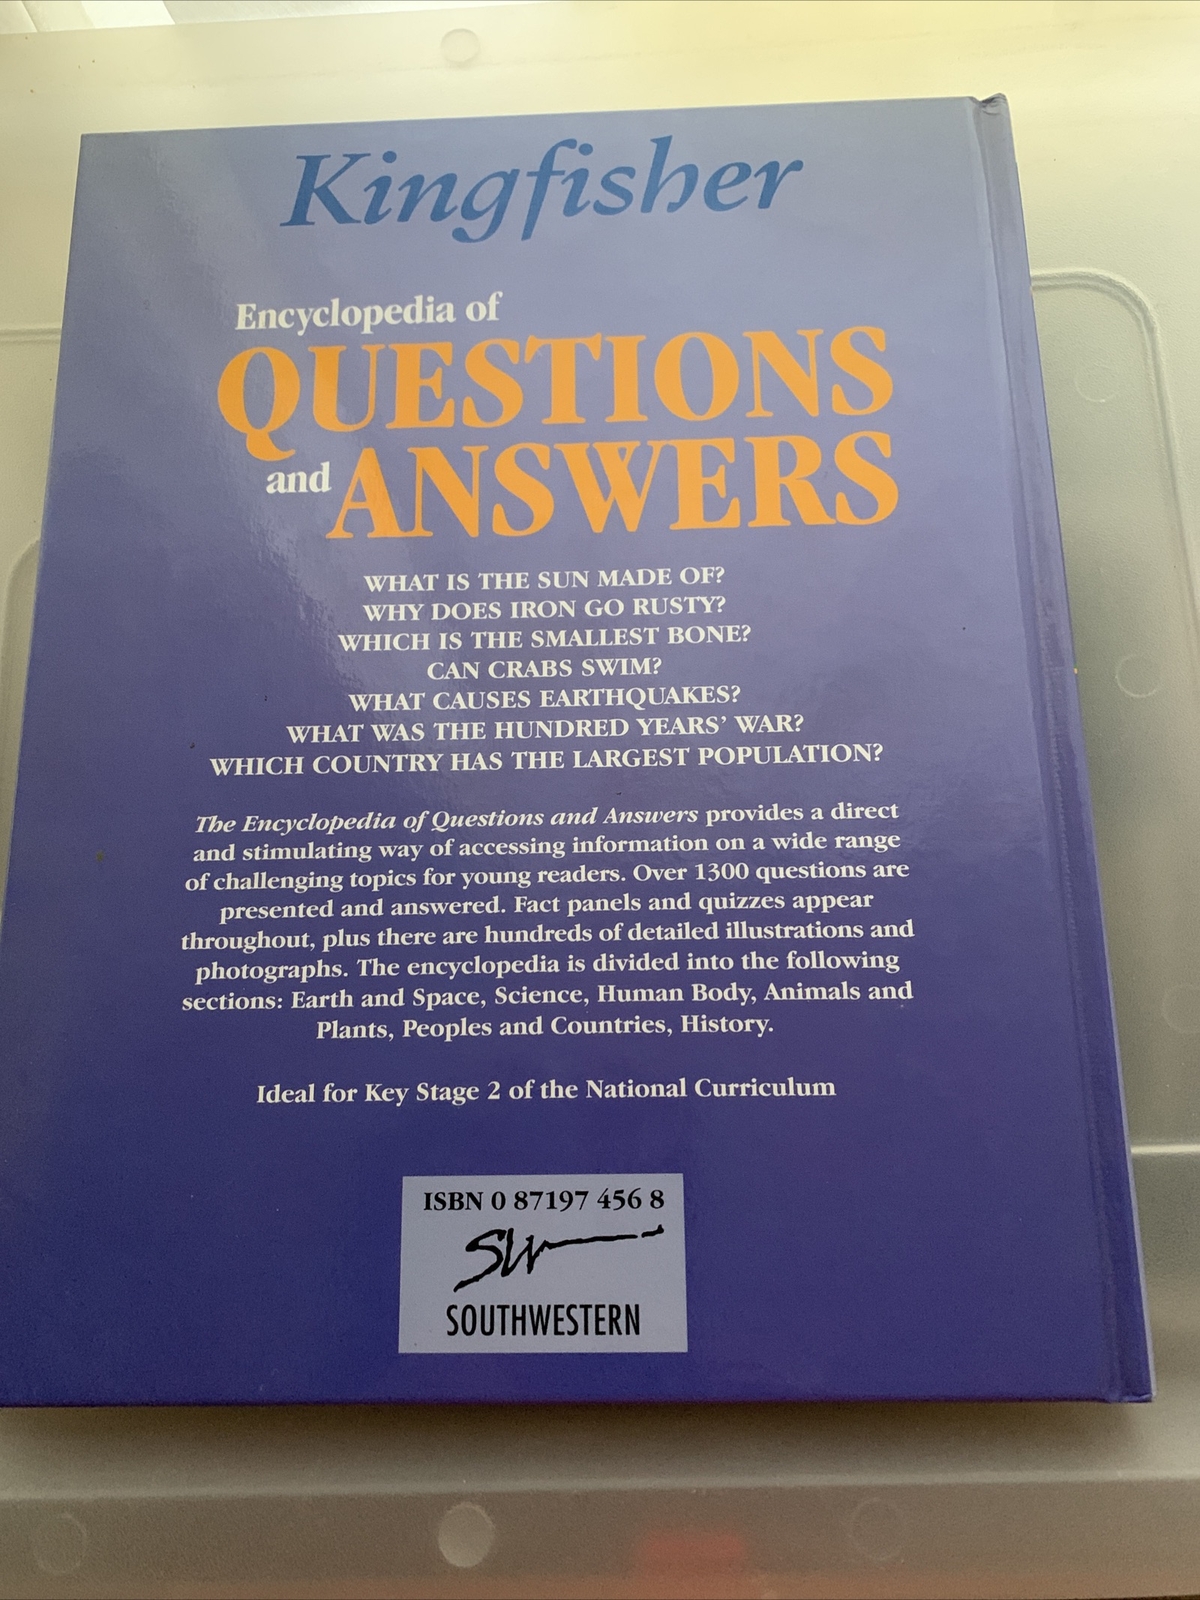 Kingfisher
Encyclopedia of
QUESTIONS
and ANSWERS
WHAT IS THE SUN MADE OF?
WHY DOES IRON GO RUSTY?
WHICH IS THE SMALLEST BONE?
CAN CRABS SWIM?
WHAT CAUSES EARTHQUAKES?
WHAT WAS THE HUNDRED YEARS’ WAR?
WHICH COUNTRY HAS THE LARGEST POPULATION?
The Encyclopedia of Questions and Answers provides a direct
and stimulating way of accessing information on a wide range
of challenging topics for young readers. Over 1300 questions are
presented and answered. Fact panels and quizzes appear
throughout, plus there are hundreds of detailed illustrations and
photographs. The encyclopedia is divided into the following
sections: Earth and Space, Science, Human Body, Animals and
Plants, Peoples and Countries, History.
Ideal for Key Stage 2 of the National Curriculum
ISBN 0 87197 456 8
SW
SOUTHWESTERN